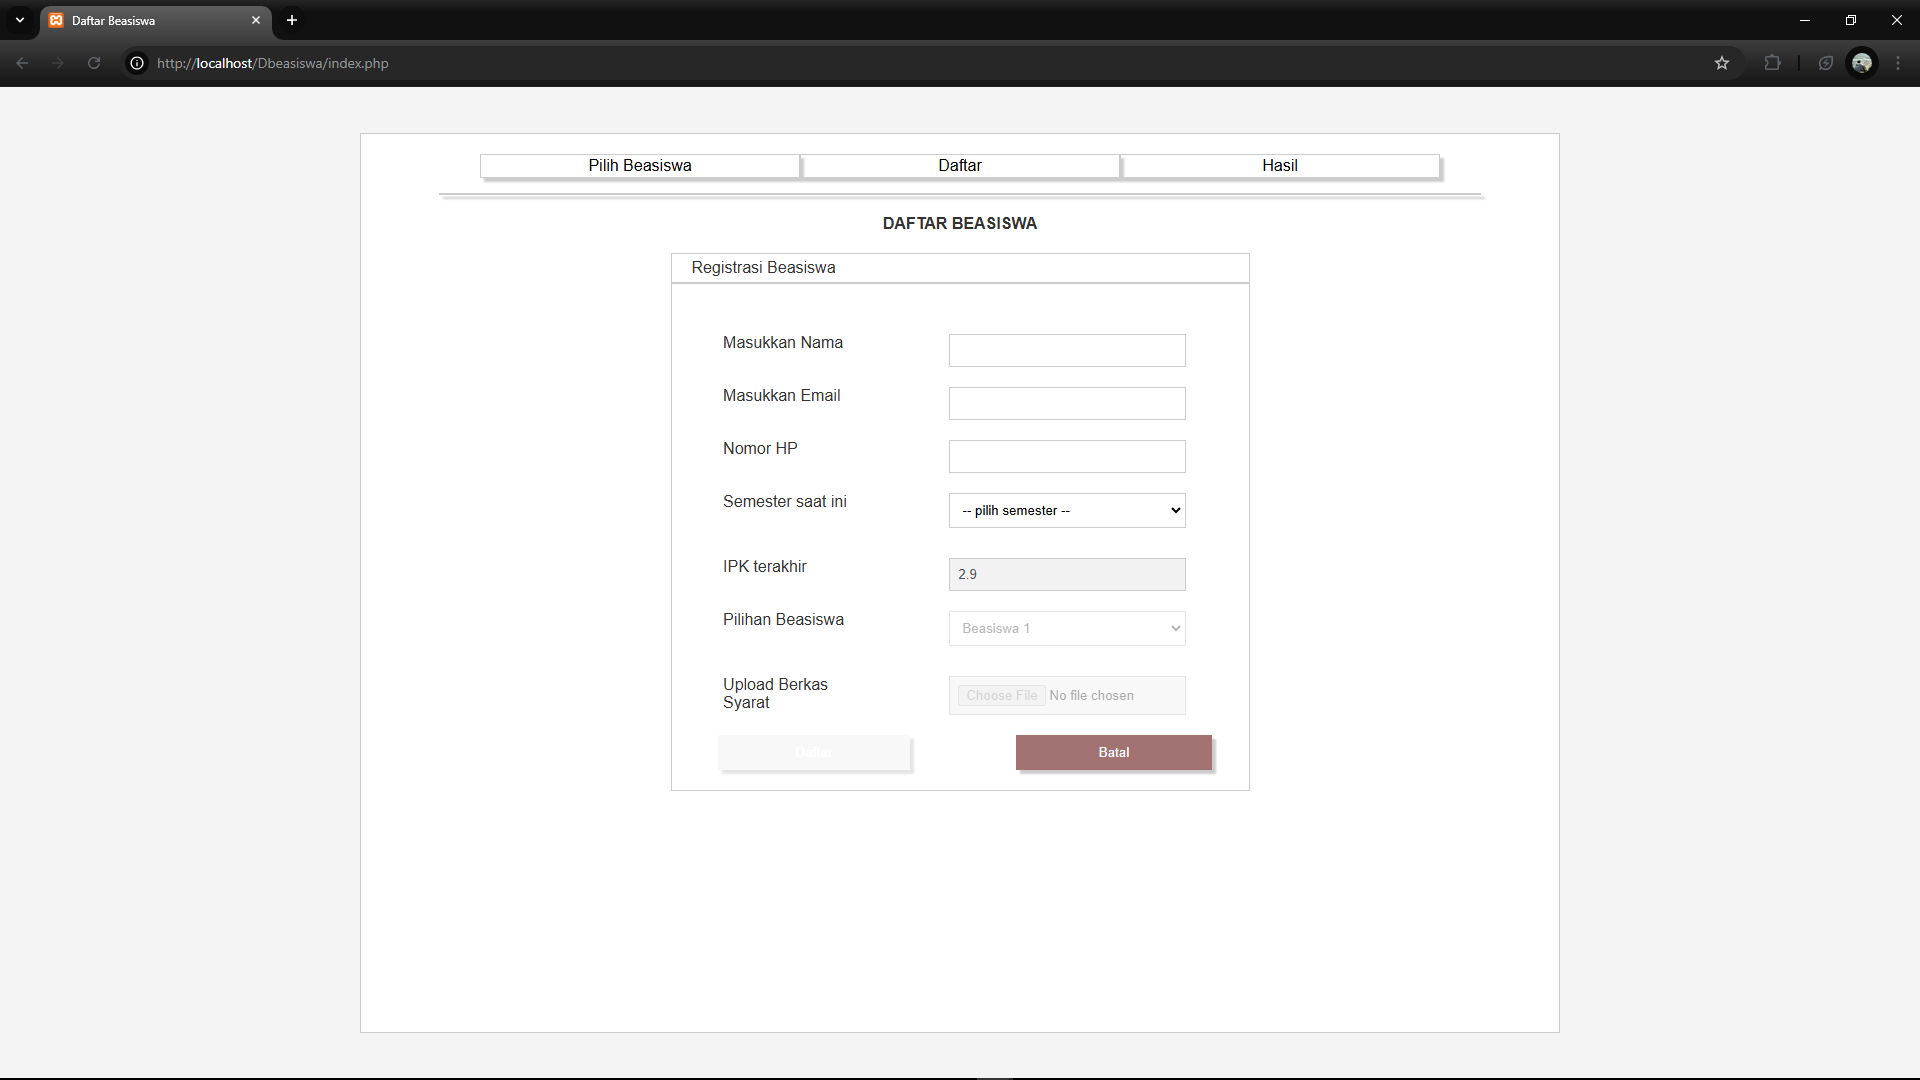 Daftar Beasiswa
http://localhost/Dbeasiswa/index.php
Pilih Beasiswa
Daftar
Hasil
DAFTAR BEASISWA
Registrasi Beasiswa
Masukkan Nama
Masukkan Email
Nomor HP
Semester saat ini
-- pilih semester --
IPK terakhir
2.9
Pilihan Beasiswa
Beasiswa 1
Upload Berkas
Syarat
Choose File No file chosen
Daftar
Batal